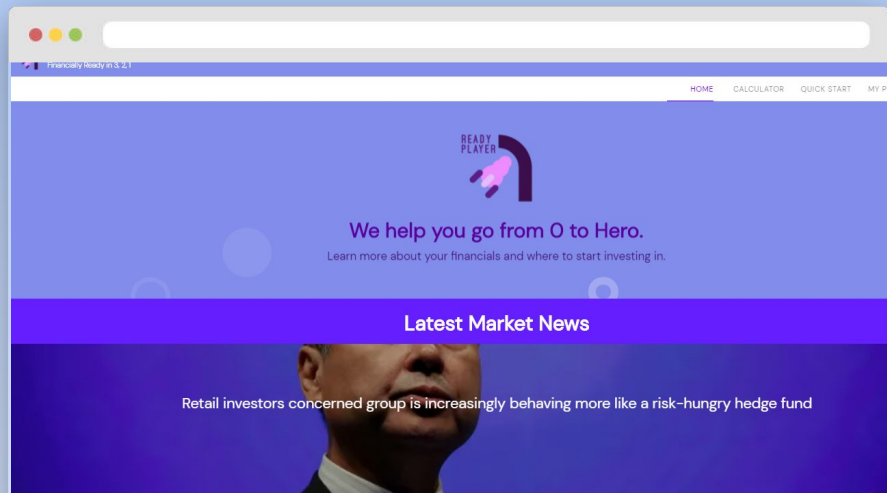 Financially Ready in 3, 2, 1
HOME CALCULATOR QUICK START MY P
READY
PLAYER
We help you go from 0 to Hero.
Learn more about your financials and where to start investing in.
Latest Market News
Retail investors concerned group is increasingly behaving more like a risk-hungry hedge fund